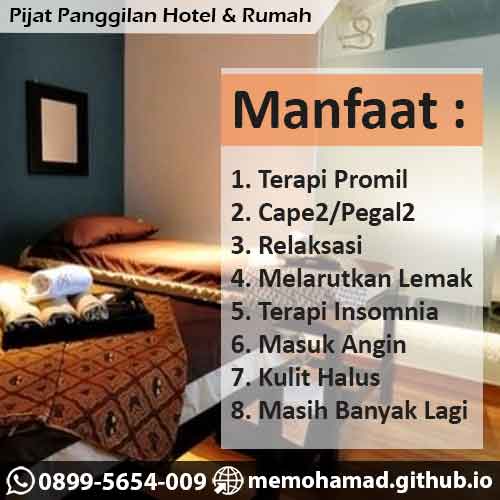 Pijat Panggilan Hotel & Rumah
Manfaat :
1. Terapi Promil
2. Cape2/Pegal2
3. Relaksasi
4. Melarutkan Lemak
5. Terapi Insomnia
6. Masuk Angin
7. Kulit Halus
8. Masih Banyak Lagi
0899-5654-009 memohamad.github.io